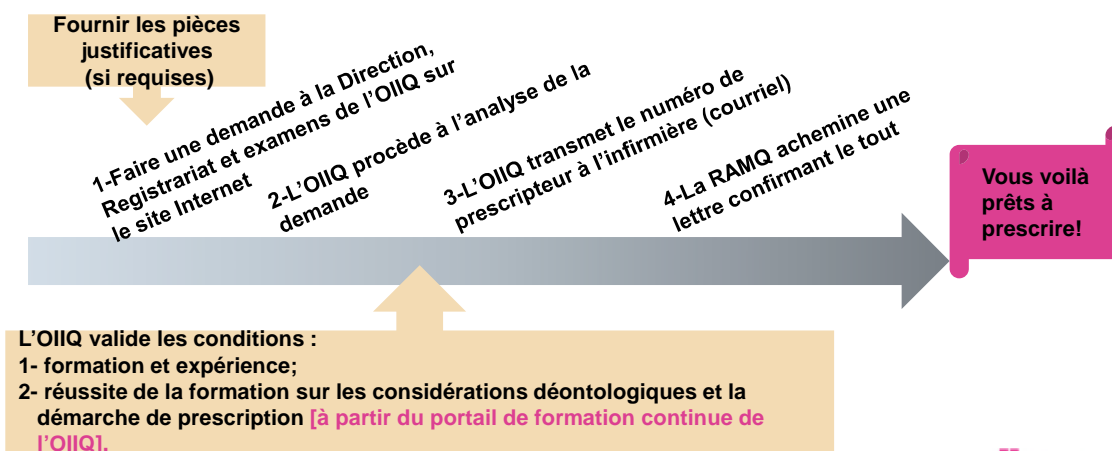 Fournir les pièces
justificatives
(si requises)
1-Faire une demande à la Direction,
Registrariat et examens de l'OIIQ sur
le site Internet
2-L'OIIQ procède à l'analyse de la
demande
3-L'OIIQ transmet le numéro de
prescripteur à l'infirmière (courriel)
4-La RAMQ achemine une
lettre confirmant le tout
Vous voilà
prêts à
prescrire!
L'OIIQ valide les conditions :
1- formation et expérience;
2- réussite de la formation sur les considérations déontologiques et la
démarche de prescription [à partir du portail de formation continue de
l'OIIQ].